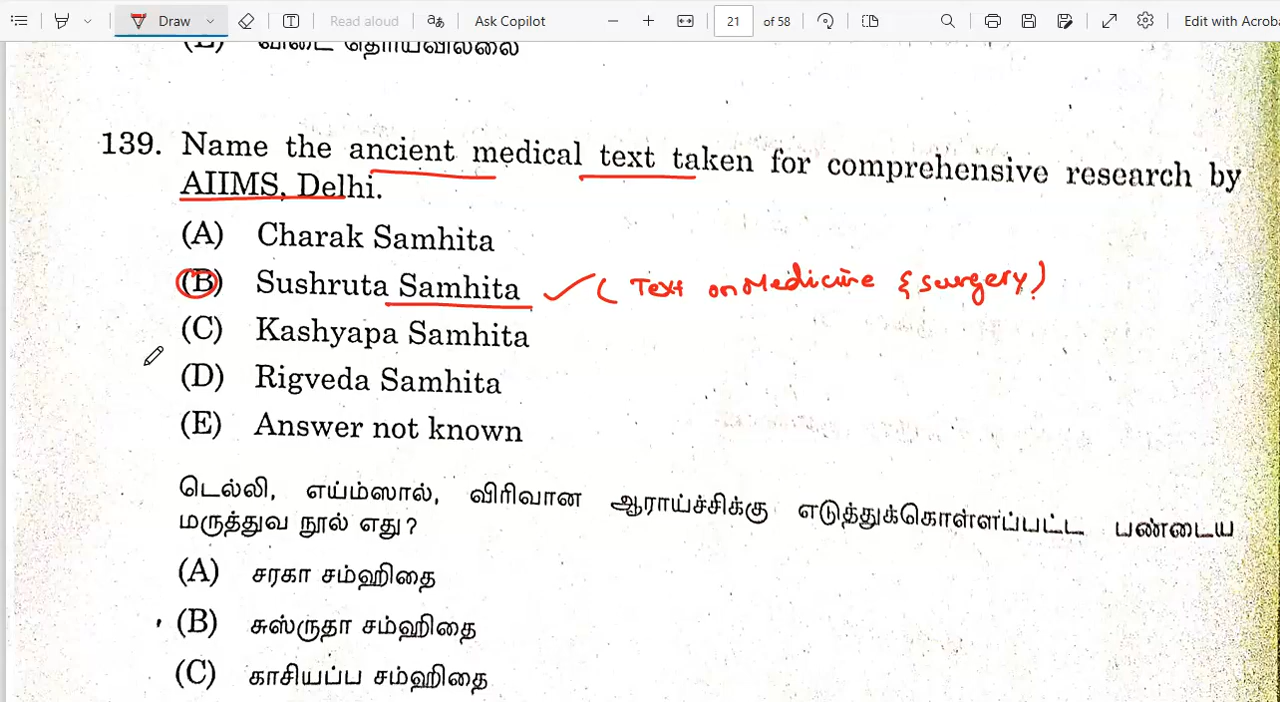 Draw
Read aloud
Ask Copilot
21
of 58
Edit with Acroba
(E) விடை தெரியவில்லை
139. Name the ancient medical text taken for comprehensive research by
AIIMS, Delhi.
(A) Charak Samhita
(B) Sushruta Samhita (Text on Medicine & surgery)
(C) Kashyapa Samhita
(D) Rigveda Samhita
(E) Answer not known
டெல்லி, எய்ம்ஸால், விரிவான ஆராய்ச்சிக்கு எடுத்துக்கொள்ளப்பட்ட பண்டைய
மருத்துவ நூல் எது?
(A) சரகா சம்ஹிதை
(B) சுஸ்ருதா சம்ஹிதை
(C) காசியப்ப சம்ஹிதை